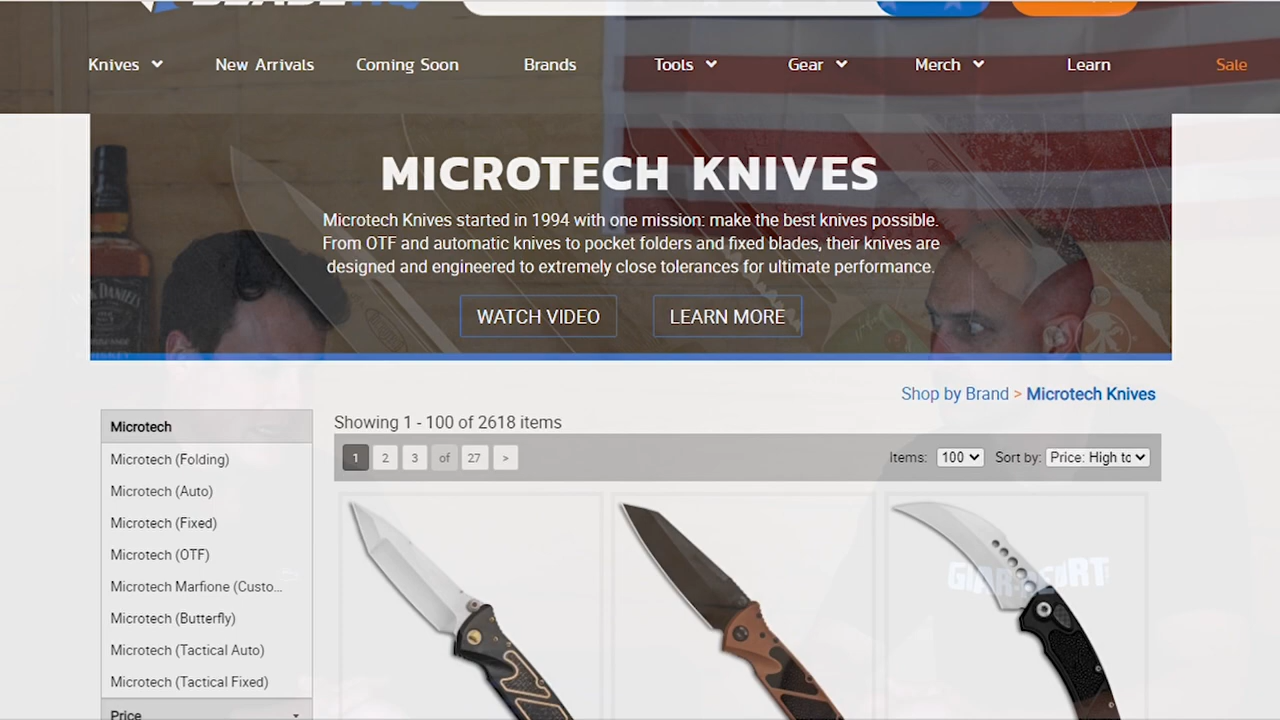 BLADE HQ
Knives New Arrivals Coming Soon Brands Tools Gear Merch Learn Sale
MICROTECH KNIVES
Microtech Knives started in 1994 with one mission: make the best knives possible.
From OTF and automatic knives to pocket folders and fixed blades, their knives are
designed and engineered to extremely close tolerances for ultimate performance.
WATCH VIDEO LEARN MORE
JACK DANIEL'S
WHISKEY
Shop by Brand > Microtech Knives
Showing 1 - 100 of 2618 items
1 2 3 of 27 >
Items: 100 Sort by: Price: High to
Microtech
Microtech (Folding)
Microtech (Auto)
Microtech (Fixed)
Microtech (OTF)
Microtech Marfione (Custo...
Microtech (Butterfly)
Microtech (Tactical Auto)
Microtech (Tactical Fixed)
Price